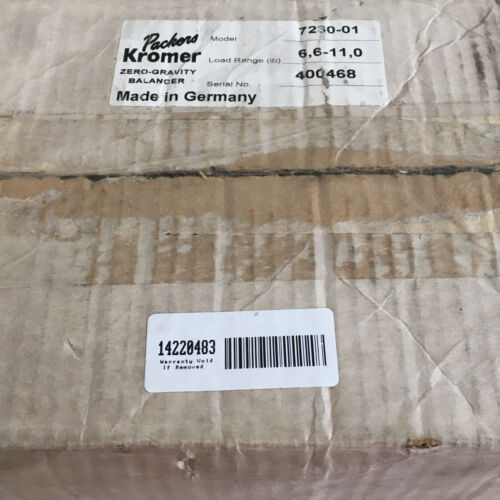 Packers
Kromer
ZERO-GRAVITY
BALANCER
Model 7230-01
Load Range (lb) 6,6-11,0
Serial No. 400468
Made in Germany
14220483
Warranty Void
if Removed